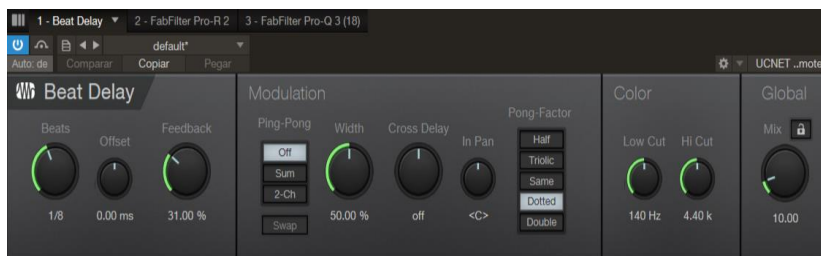 1 - Beat Delay 2 - FabFilter Pro-R 2 3 - FabFilter Pro-Q 3 (18)
default*
Auto: de Comparar Copiar Pegar UCNET ..mote
Beat Delay Modulation Color Global
Beats Offset Feedback Ping-Pong Width Cross Delay In Pan Pong-Factor Low Cut Hi Cut Mix
Off Half
Sum Triolic
2-Ch Same
Swap Dotted
Double
1/8 0.00 ms 31.00 % 50.00 % off <C> 140 Hz 4.40 k 10.00